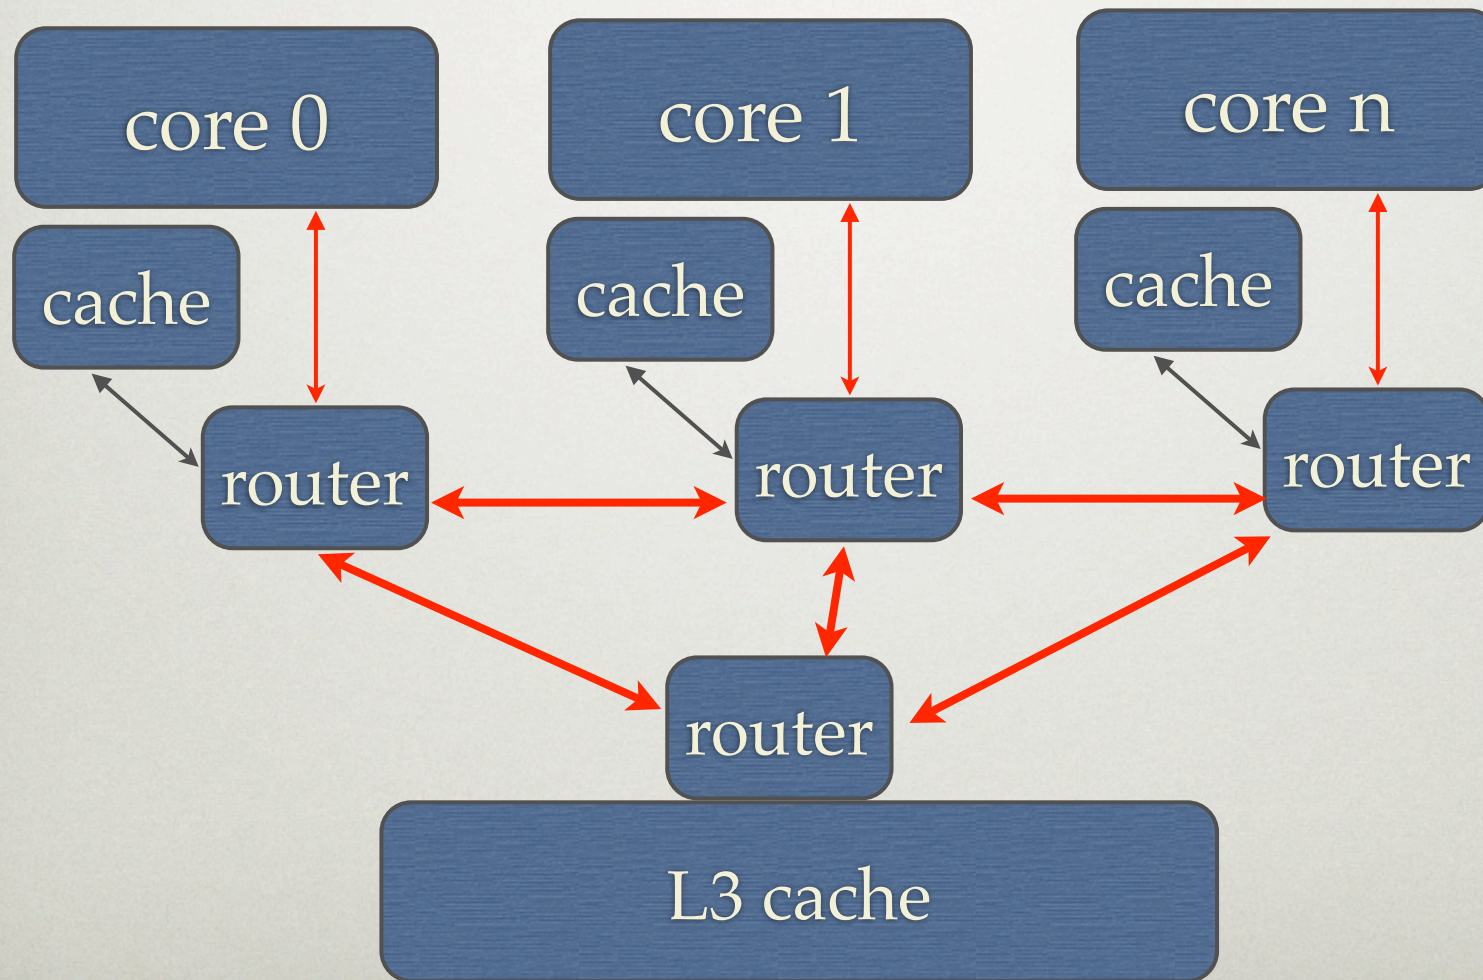 core 0
core 1
core n
cache
cache
cache
router
router
router
router
L3 cache